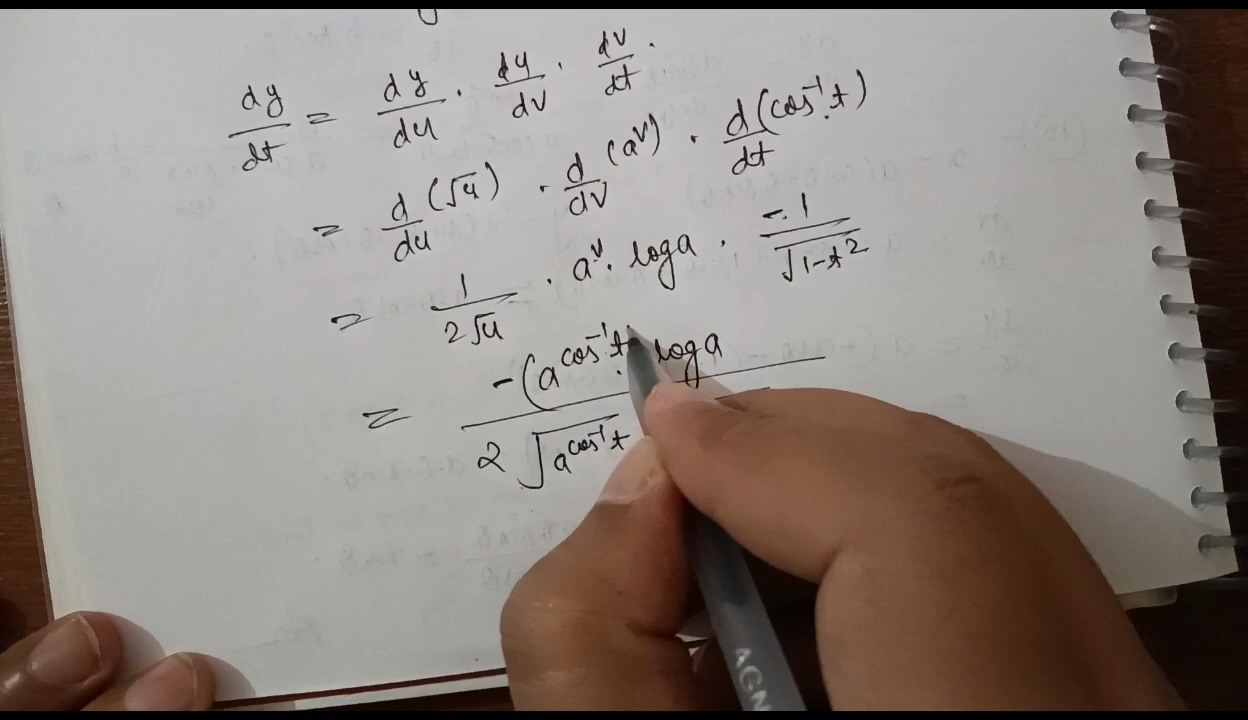 dy/dt = dy/du . dy/dv . dv/dt .
= d/du (√u) . d/dv (a^v) . d(cos⁻¹t)/dt
= 1/2√u . a^v . log a . -1/√1-t²
= -(a^cos⁻¹t log a / 2 √a^cos⁻¹t
AGN